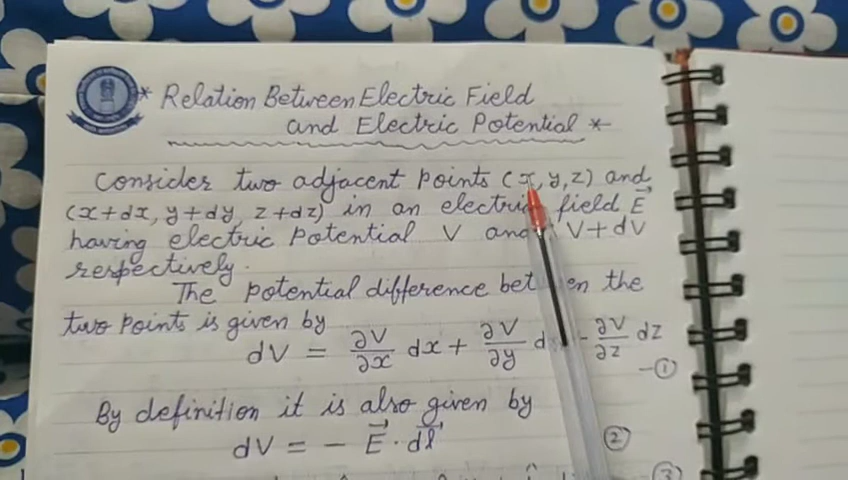 * Relation Between Electric Field
and Electric Potential *
Consider two adjacent points (x, y, z) and
(x+dx, y+dy, z+dz) in an electric field E⃗
having electric potential V and V+dV
respectively.
The potential difference between the
two points is given by
dV = ∂V/∂x dx + ∂V/∂y d ∂V/∂z dz
—①
By definition it is also given by
dV = - E⃗ . dl⃗ ②
③